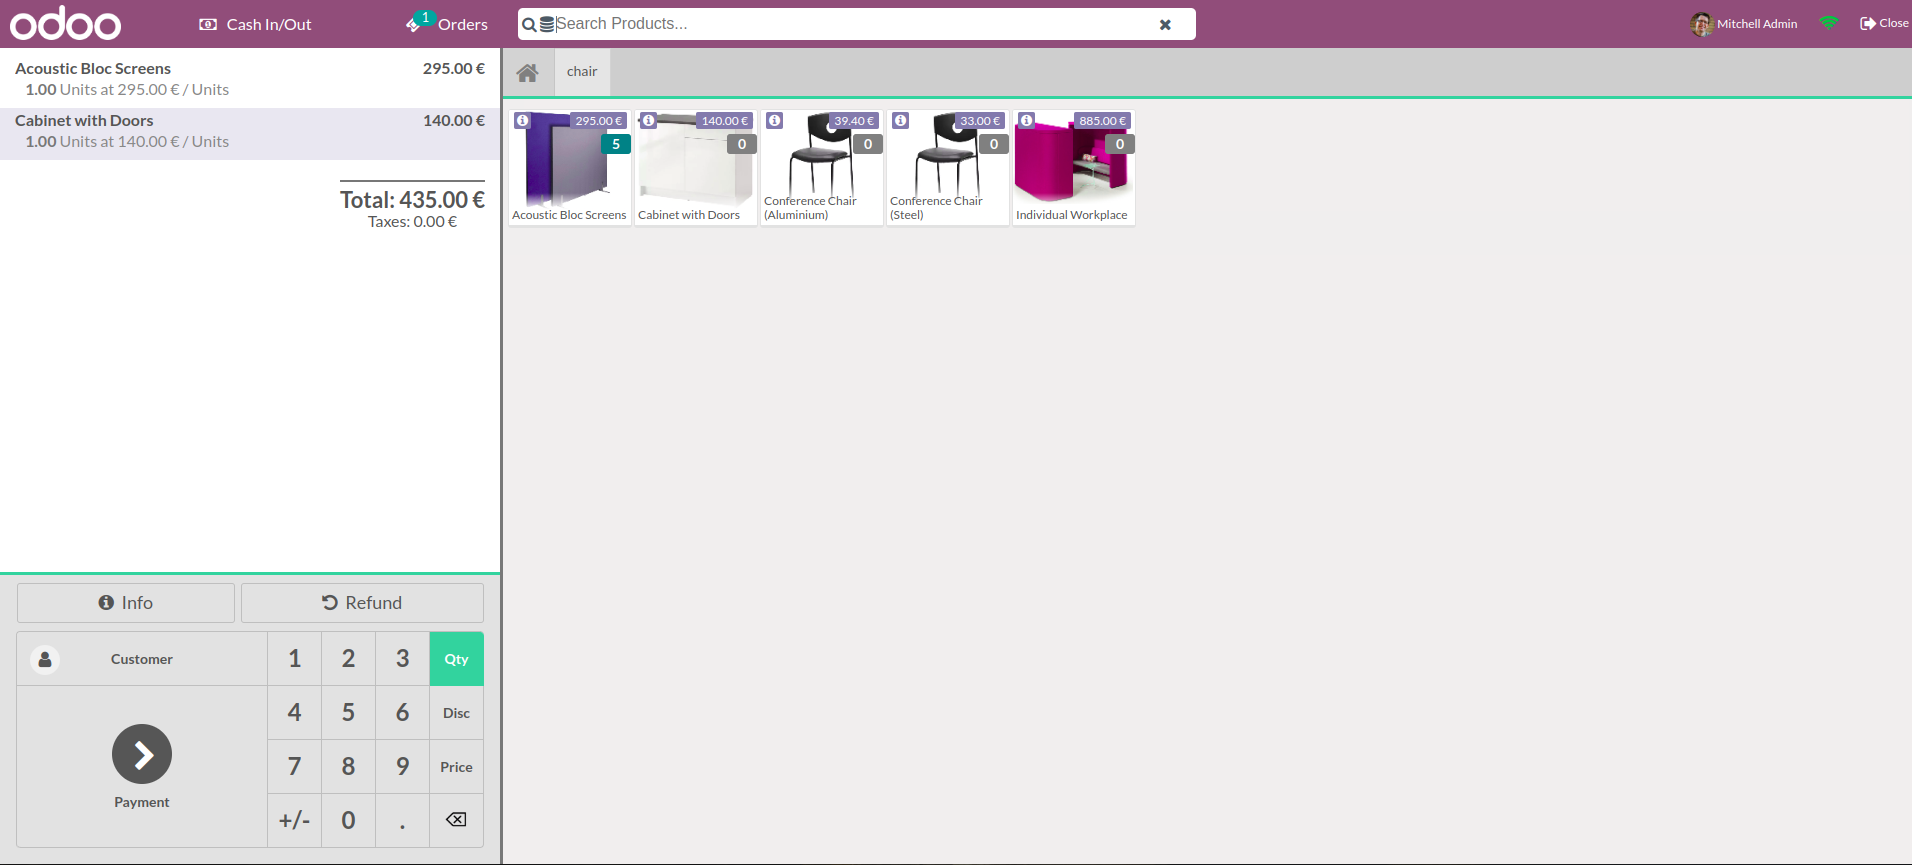 odoo
Cash In/Out
1
Orders
Search Products...
Mitchell Admin
Close
Acoustic Bloc Screens 295.00 €
1.00 Units at 295.00 € / Units
Cabinet with Doors 140.00 €
1.00 Units at 140.00 € / Units
Total: 435.00 €
Taxes: 0.00 €
Info
Refund
Customer
1 2 3 Qty
4 5 6 Disc
7 8 9 Price
Payment
+/- 0 .
chair
295.00 €
5
Acoustic Bloc Screens
140.00 €
0
Cabinet with Doors
39.40 €
0
Conference Chair
(Aluminium)
33.00 €
0
Conference Chair
(Steel)
885.00 €
0
Individual Workplace